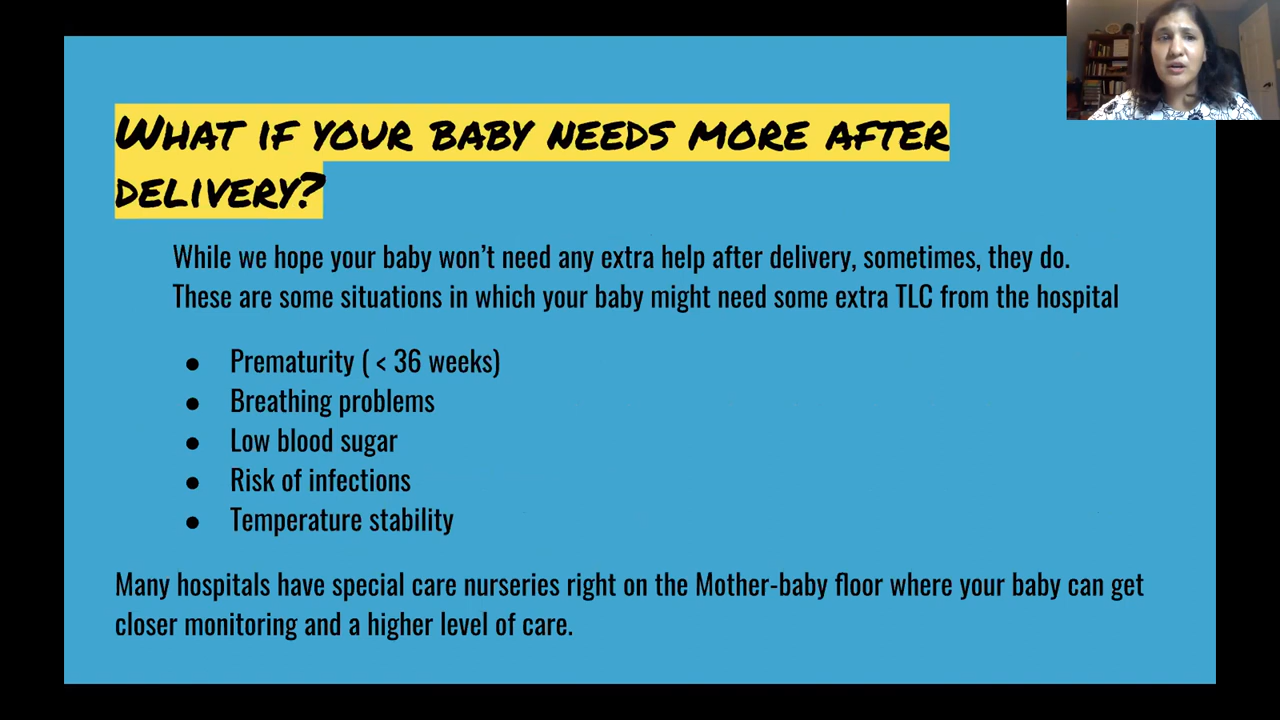 What if your baby needs more after
delivery?
While we hope your baby won't need any extra help after delivery, sometimes, they do.
These are some situations in which your baby might need some extra TLC from the hospital
● Prematurity ( < 36 weeks)
● Breathing problems
● Low blood sugar
● Risk of infections
● Temperature stability
Many hospitals have special care nurseries right on the Mother-baby floor where your baby can get
closer monitoring and a higher level of care.